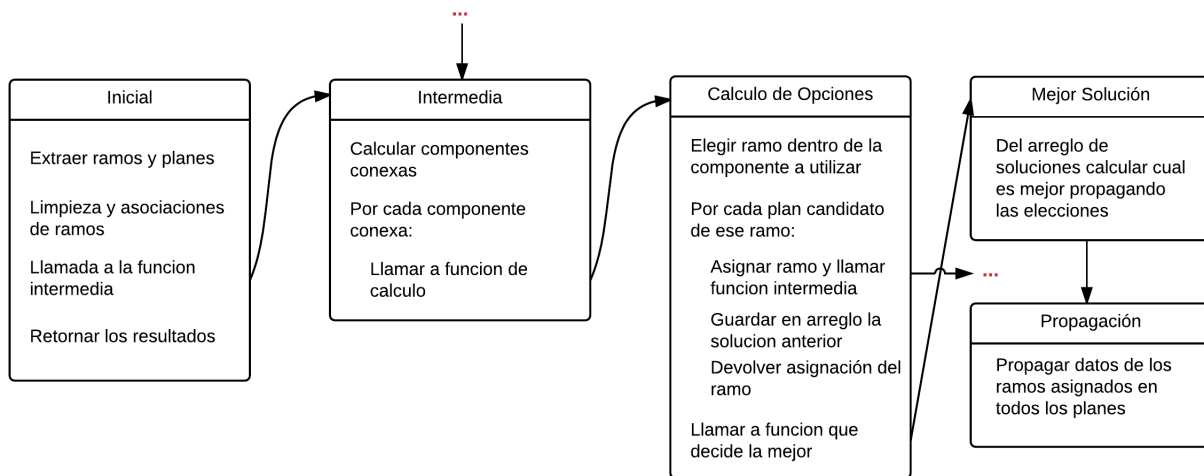 ...
Inicial
Extraer ramos y planes
Limpieza y asociaciones
de ramos
Llamada a la funcion
intermedia
Retornar los resultados
Intermedia
Calcular componentes
conexas
Por cada componente
conexa:
Llamar a funcion de
calculo
Calculo de Opciones
Elegir ramo dentro de la
componente a utilizar
Por cada plan candidato
de ese ramo:
Asignar ramo y llamar
funcion intermedia
Guardar en arreglo la
solucion anterior
Devolver asignación del
ramo
Llamar a funcion que
decide la mejor
Mejor Solución
Del arreglo de
soluciones calcular cual
es mejor propagando
las elecciones
...
Propagación
Propagar datos de los
ramos asignados en
todos los planes